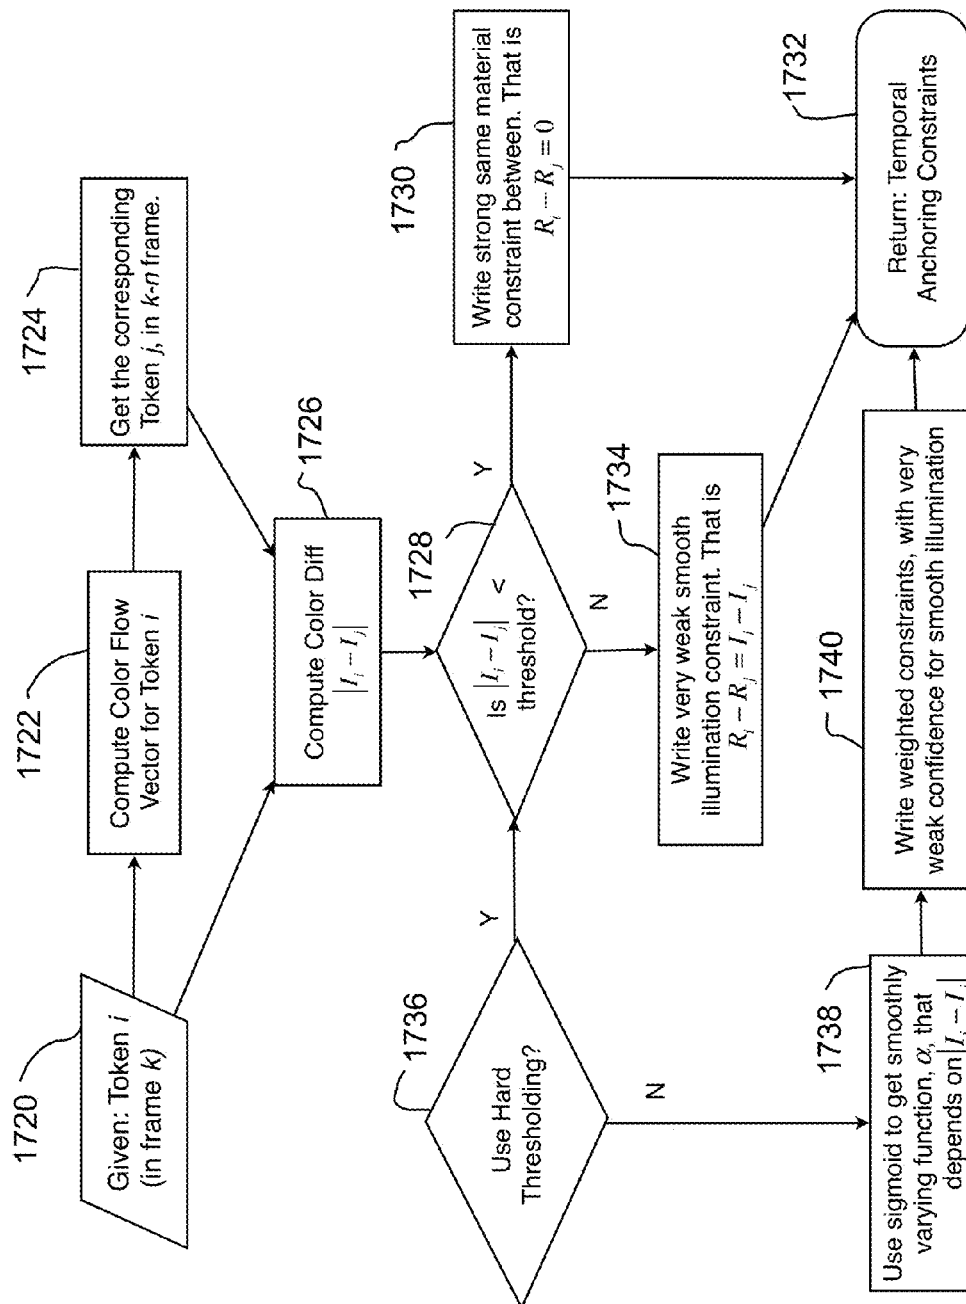 1720
Given: Token i
(in frame k)
1722
Compute Color Flow
Vector for Token i
1724
Get the corresponding
Token j, in k-n frame.
1726
Compute Color Diff
|I_i − I_j|
1736
Use Hard
Thresholding?
Y
N
1728
Is |I_i − I_j| <
threshold?
Y
N
1730
Write strong same material
constraint between. That is
R_i − R_j = 0
1734
Write very weak smooth
illumination constraint. That is
R_i − R_j = I_i − I_j
1738
Use sigmoid to get smoothly
varying function, α, that
depends on |I_i − I_j|
1740
Write weighted constraints, with very
weak confidence for smooth illumination
1732
Return: Temporal
Anchoring Constraints